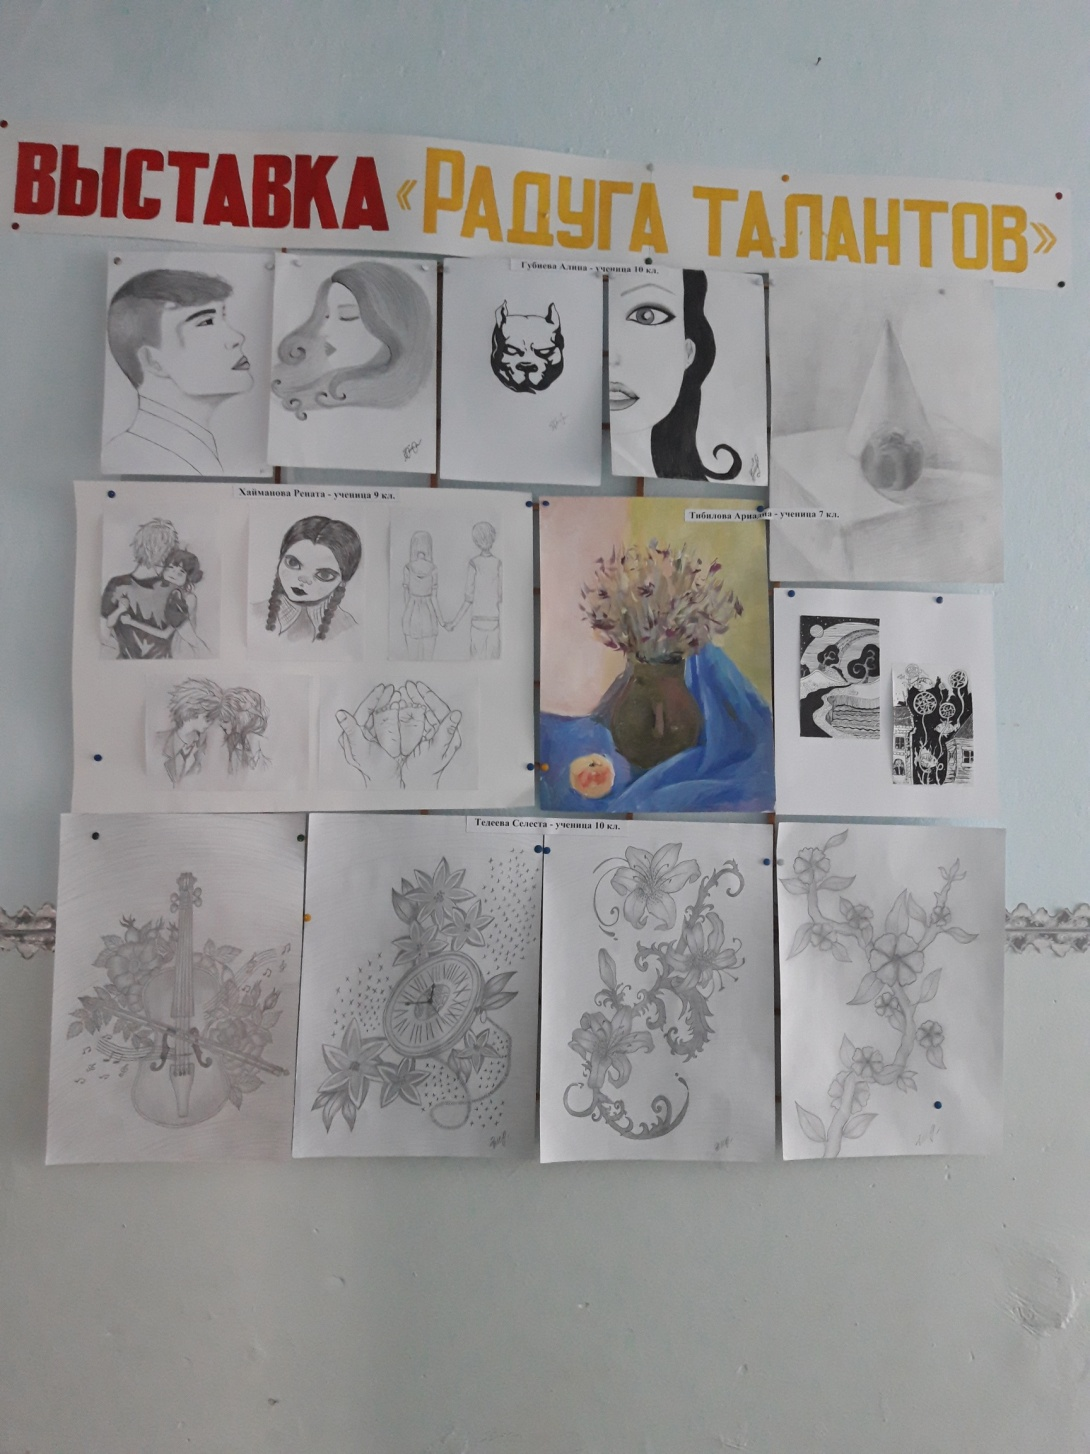 ВЫСТАВКА «РАДУГА ТАЛАНТОВ»
Губиева Алина - ученица 10 кл.
Хайманова Рената - ученица 9 кл.
Тибилова Ариадна - ученица 7 кл.
Телеева Селеста - ученица 10 кл.